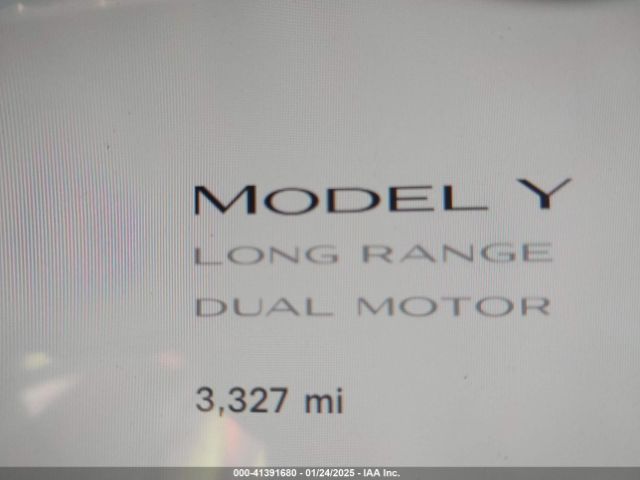 MODEL Y
LONG RANGE
DUAL MOTOR
3,327 mi
000-41391680 - 01/24/2025 - IAA Inc.